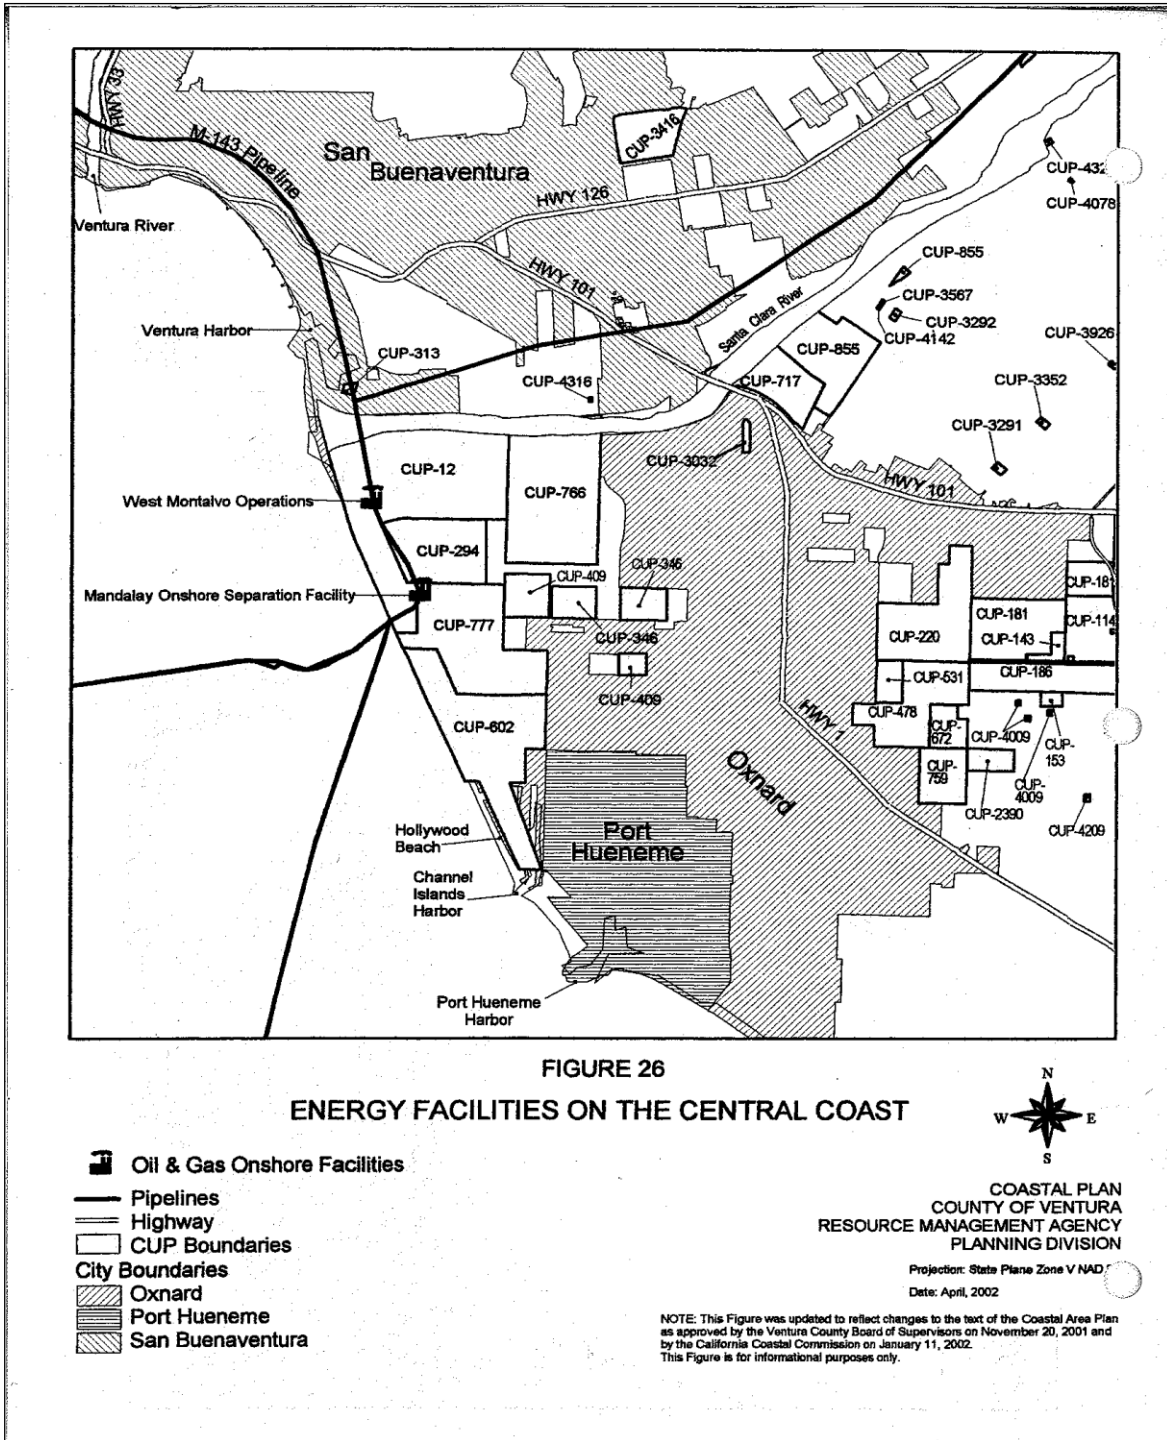 HWY 33
M-143 Pipeline
San
Buenaventura
CUP-3416
HWY 126
CUP-432
CUP-4078
Ventura River
HWY 101
CUP-855
CUP-3567
CUP-3292
CUP-4142
Santa Clara River
CUP-855
CUP-3926
Ventura Harbor
CUP-313
CUP-4316
CUP-717
CUP-3352
CUP-3291
CUP-3032
CUP-12
CUP-766
HWY 101
West Montalvo Operations
CUP-294
CUP-409
CUP-346
CUP-181
Mandalay Onshore Separation Facility
CUP-777
CUP-346
CUP-220
CUP-181
CUP-143
CUP-114
CUP-186
CUP-409
CUP-531
CUP-602
HWY 1
CUP-478
CUP-
672
CUP-4009
CUP-
153
CUP-
759
CUP-
4009
CUP-2390
CUP-4209
Oxnard
Hollywood
Beach
Port
Hueneme
Channel
Islands
Harbor
Port Hueneme
Harbor
FIGURE 26
ENERGY FACILITIES ON THE CENTRAL COAST
N
W
E
S
Oil & Gas Onshore Facilities
Pipelines
Highway
CUP Boundaries
City Boundaries
Oxnard
Port Hueneme
San Buenaventura
COASTAL PLAN
COUNTY OF VENTURA
RESOURCE MANAGEMENT AGENCY
PLANNING DIVISION
Projection: State Plane Zone V NAD
Date: April, 2002
NOTE: This Figure was updated to reflect changes to the text of the Coastal Area Plan
as approved by the Ventura County Board of Supervisors on November 20, 2001 and
by the California Coastal Commission on January 11, 2002.
This Figure is for informational purposes only.